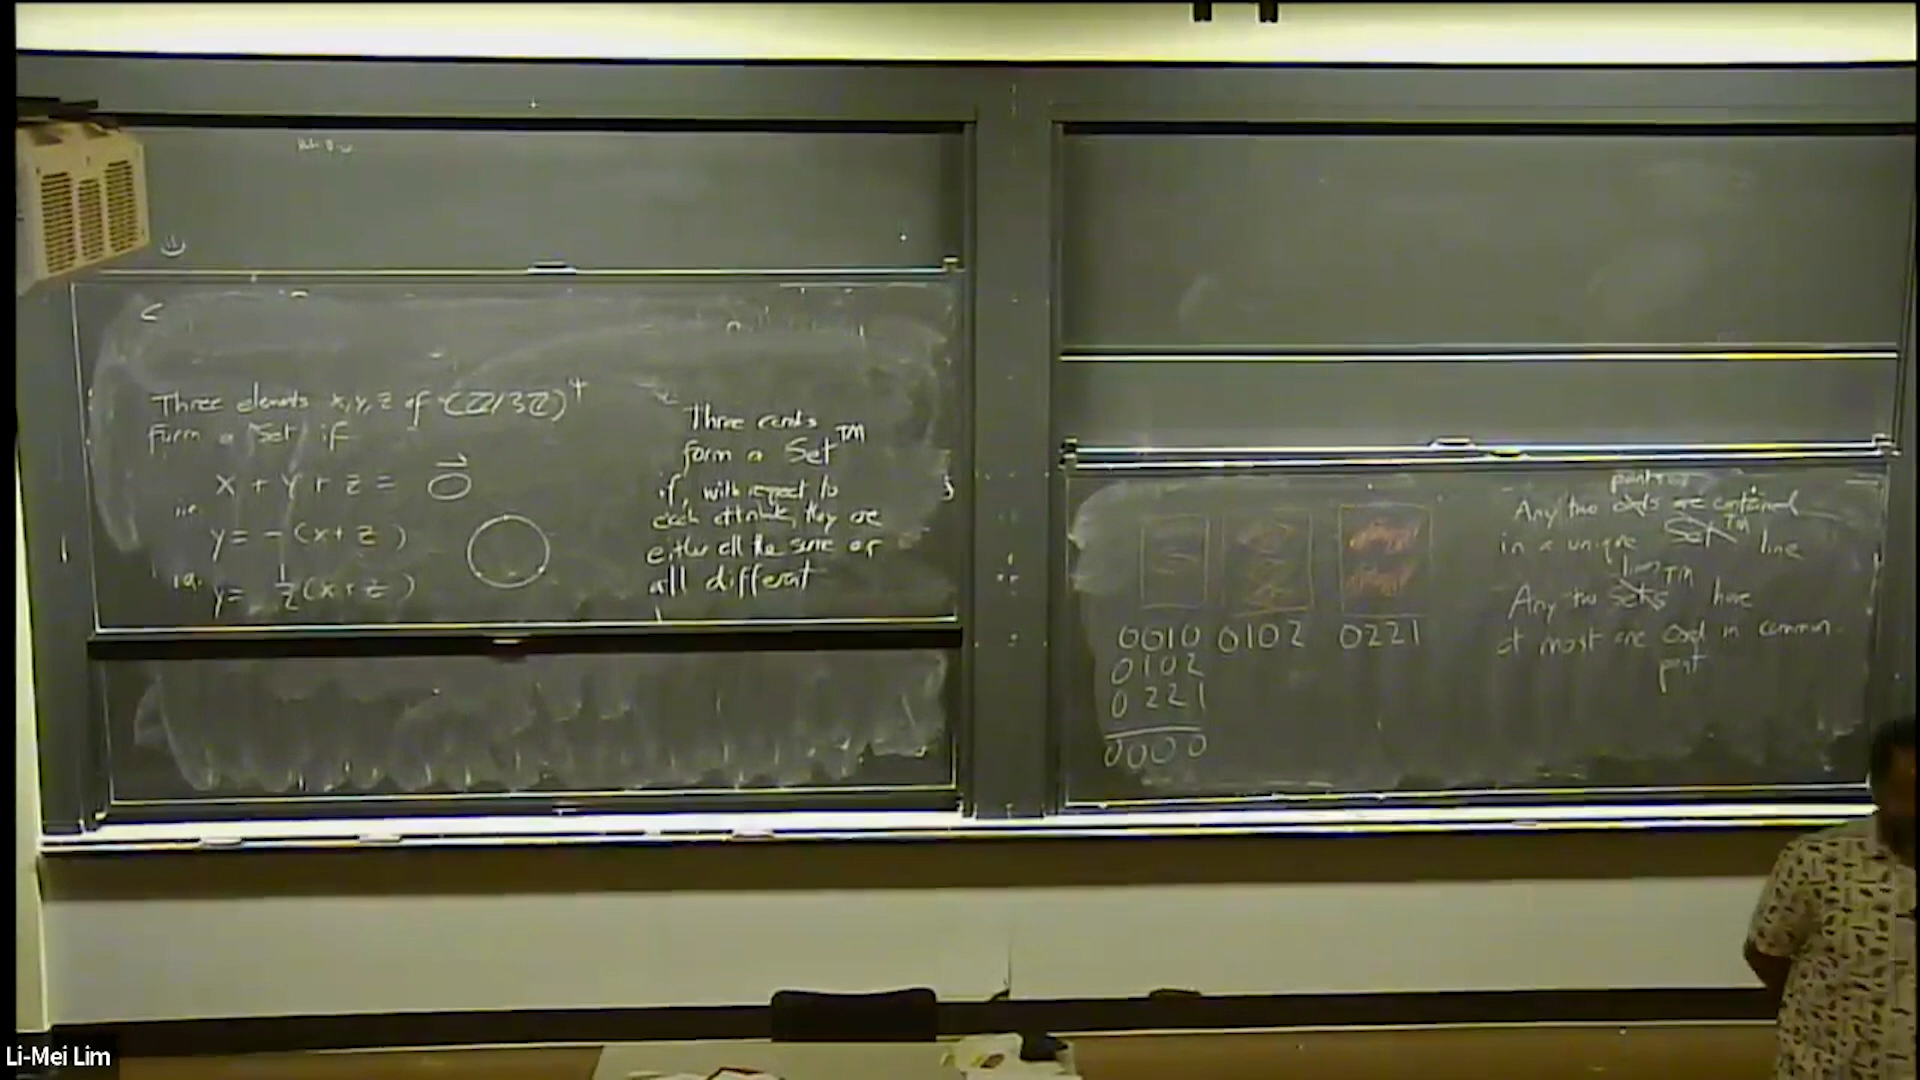 Three elements x, y, z of (ℤ/3ℤ)⁴
form a Set if
x + y + z = 0⃗
i.e.
y = -(x+z)
i.e.
y = ½(x+z)
Three cards
form a Set™
if, with respect to
each attribute, they are
either all the same or
all different
0010 0102 0221
0102
0221
0000
points
Any two cards are contained
in a unique Set™ line
lines
Any two Sets™ have
at most one card in common.
point
Li-Mei Lim